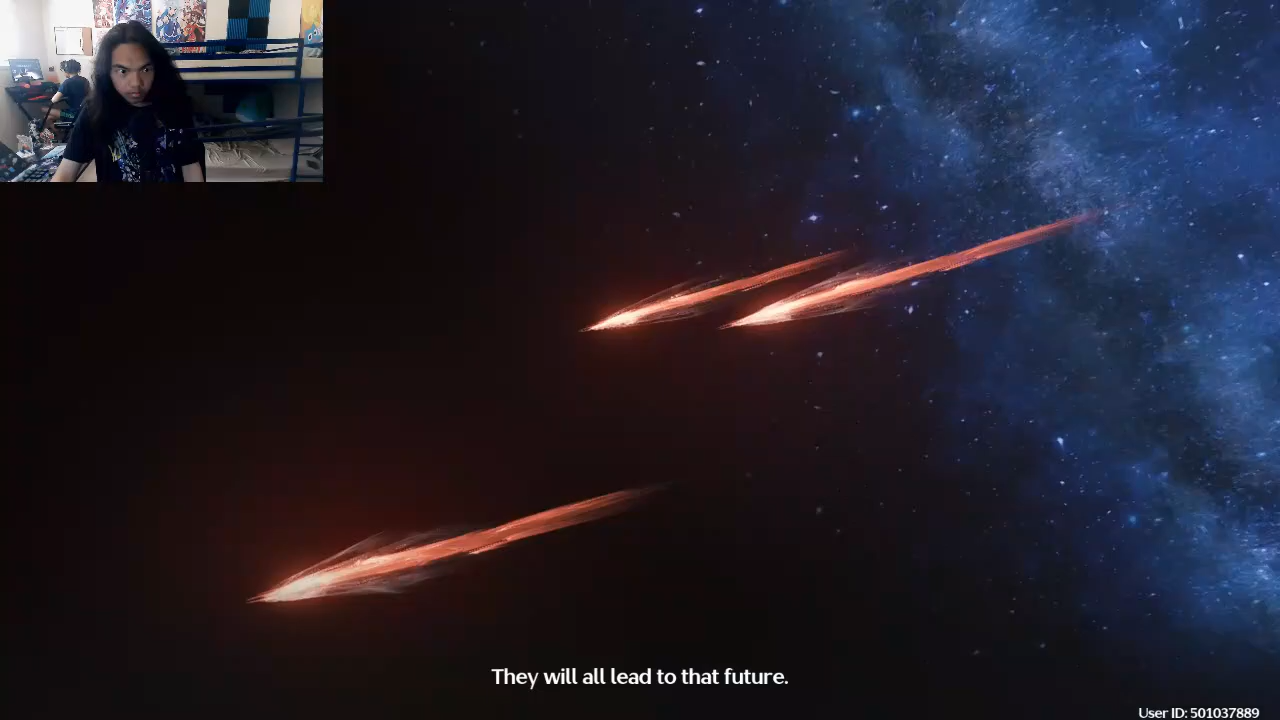 They will all lead to that future.
User ID: 501037889